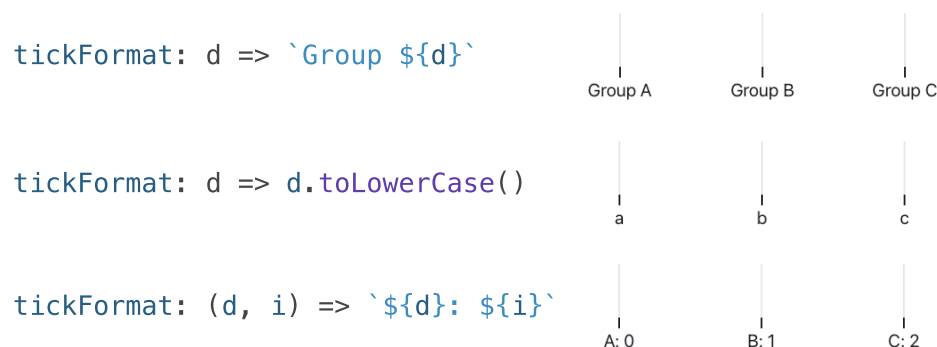 tickFormat: d => `Group ${d}`
Group A Group B Group C
tickFormat: d => d.toLowerCase()
a b c
tickFormat: (d, i) => `${d}: ${i}`
A: 0 B: 1 C: 2